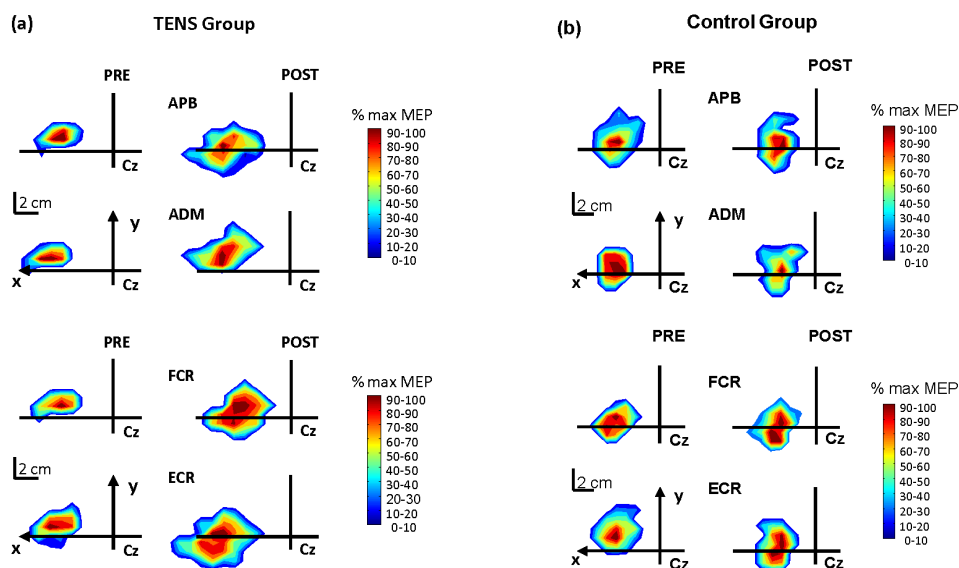 (a) TENS Group
PRE POST
APB
% max MEP
90-100
80-90
70-80
60-70
50-60
40-50
30-40
20-30
10-20
0-10
Cz Cz
2 cm
y
ADM
x
Cz Cz
PRE POST
FCR
% max MEP
90-100
80-90
70-80
60-70
50-60
40-50
30-40
20-30
10-20
0-10
Cz Cz
2 cm
y
ECR
x
Cz Cz
(b) Control Group
PRE POST
APB
% max MEP
90-100
80-90
70-80
60-70
50-60
40-50
30-40
20-30
10-20
0-10
Cz Cz
2 cm
y
ADM
x
Cz Cz
PRE POST
FCR
% max MEP
90-100
80-90
70-80
60-70
50-60
40-50
30-40
20-30
10-20
0-10
Cz Cz
2 cm
y
ECR
x
Cz Cz